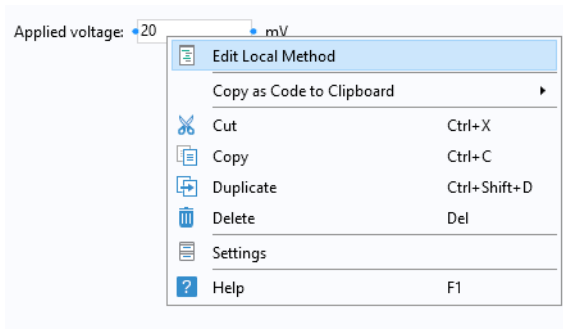 Applied voltage: 20 mV
Edit Local Method
Copy as Code to Clipboard
Cut Ctrl+X
Copy Ctrl+C
Duplicate Ctrl+Shift+D
Delete Del
Settings
? Help F1